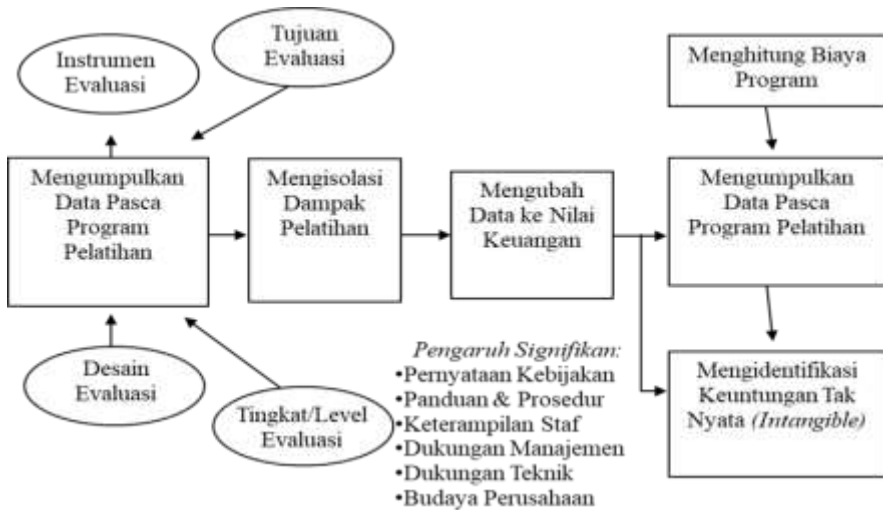 Instrumen
Evaluasi
Tujuan
Evaluasi
Menghitung Biaya
Program
Mengumpulkan
Data Pasca
Program
Pelatihan
Mengisolasi
Dampak
Pelatihan
Mengubah
Data ke Nilai
Keuangan
Mengumpulkan
Data Pasca
Program Pelatihan
Desain
Evaluasi
Tingkat/Level
Evaluasi
Pengaruh Signifikan:
•Pernyataan Kebijakan
•Panduan & Prosedur
•Keterampilan Staf
•Dukungan Manajemen
•Dukungan Teknik
•Budaya Perusahaan
Mengidentifikasi
Keuntungan Tak
Nyata (Intangible)